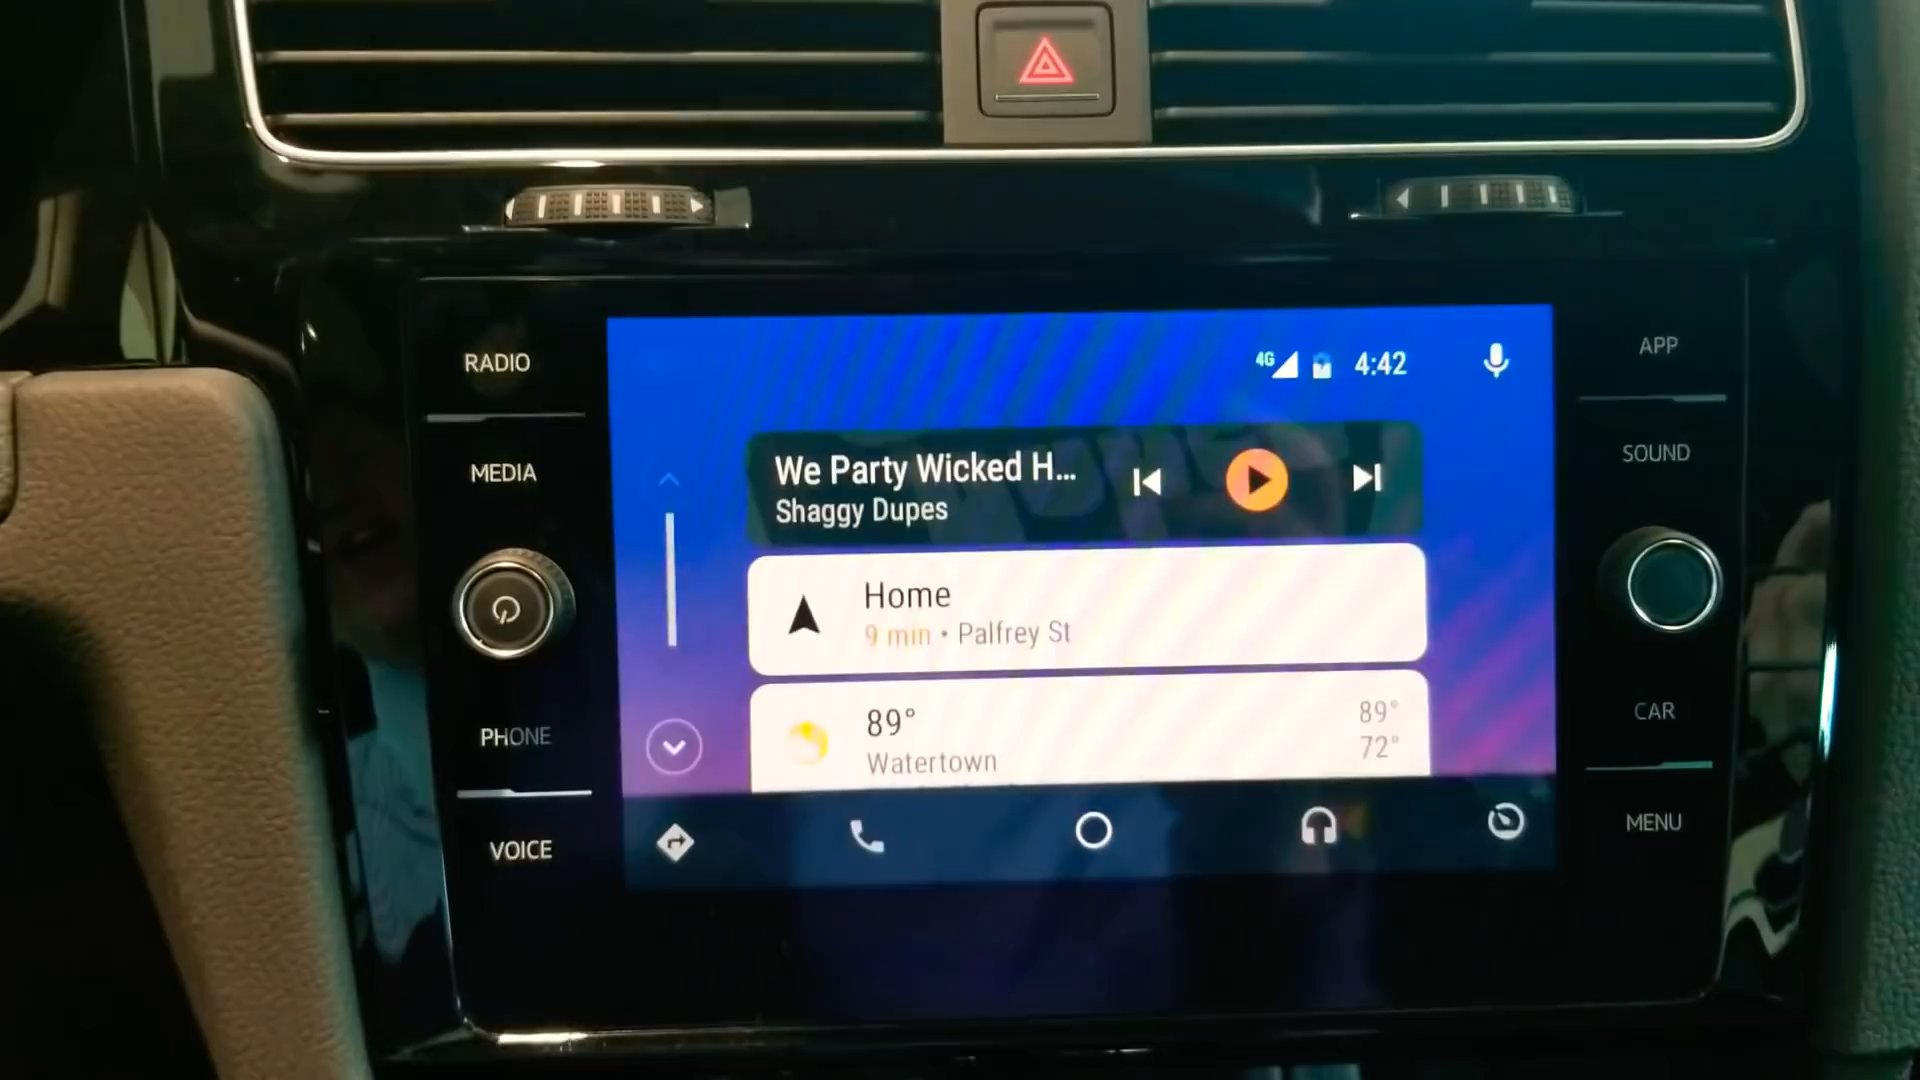 RADIO
MEDIA
PHONE
VOICE
4G
4:42
We Party Wicked H...
Shaggy Dupes
Home
9 min • Palfrey St
89°
Watertown
89°
72°
APP
SOUND
CAR
MENU